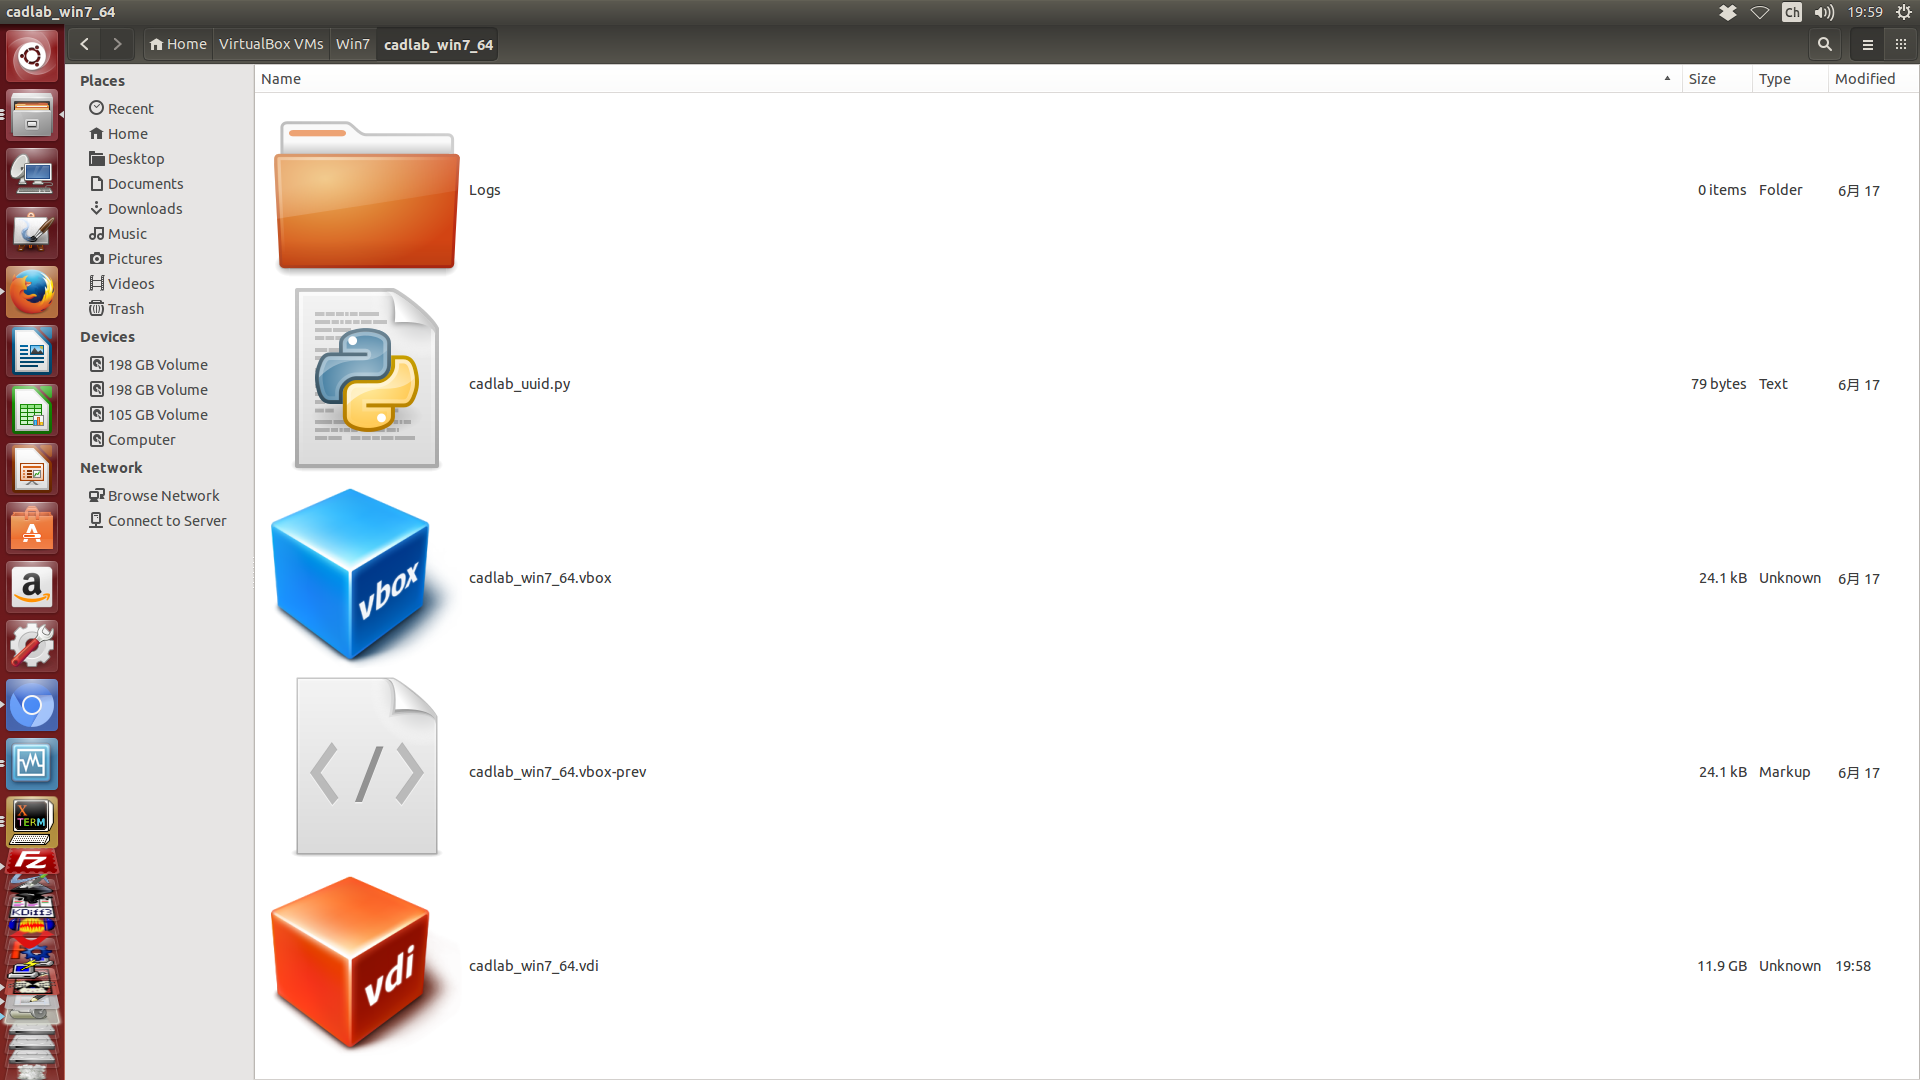 cadlab_win7_64
Ch 19:59
Home VirtualBox VMs Win7 cadlab_win7_64
Places
Recent
Home
Desktop
Documents
Downloads
Music
Pictures
Videos
Trash
Devices
198 GB Volume
198 GB Volume
105 GB Volume
Computer
Network
Browse Network
Connect to Server
Name Size Type Modified
Logs 0 items Folder 6月 17
cadlab_uuid.py 79 bytes Text 6月 17
vbox
cadlab_win7_64.vbox 24.1 kB Unknown 6月 17
cadlab_win7_64.vbox-prev 24.1 kB Markup 6月 17
vdi
cadlab_win7_64.vdi 11.9 GB Unknown 19:58
A
a
X
TERM
FZ
KDiff3